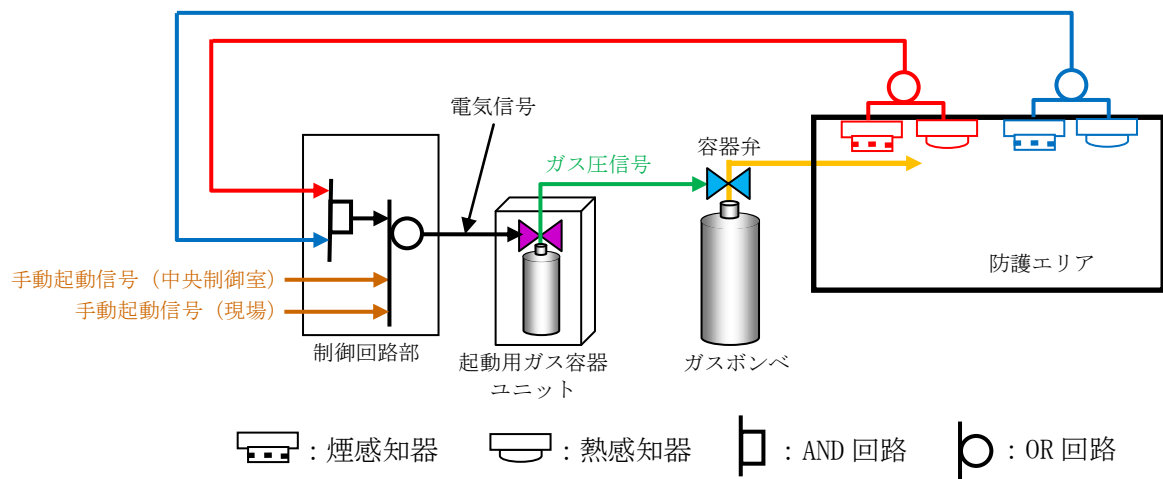 電気信号
容器弁
ガス圧信号
防護エリア
手動起動信号（中央制御室）
手動起動信号（現場）
制御回路部
起動用ガス容器
ユニット
ガスボンベ
：煙感知器
：熱感知器
：AND 回路
：OR 回路